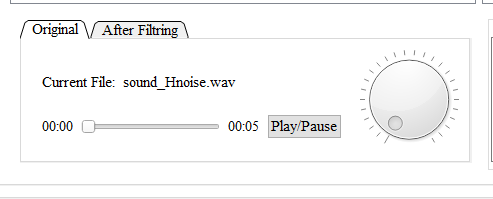 Original After Filtring
Current File: sound_Hnoise.wav
00:00 00:05 Play/Pause